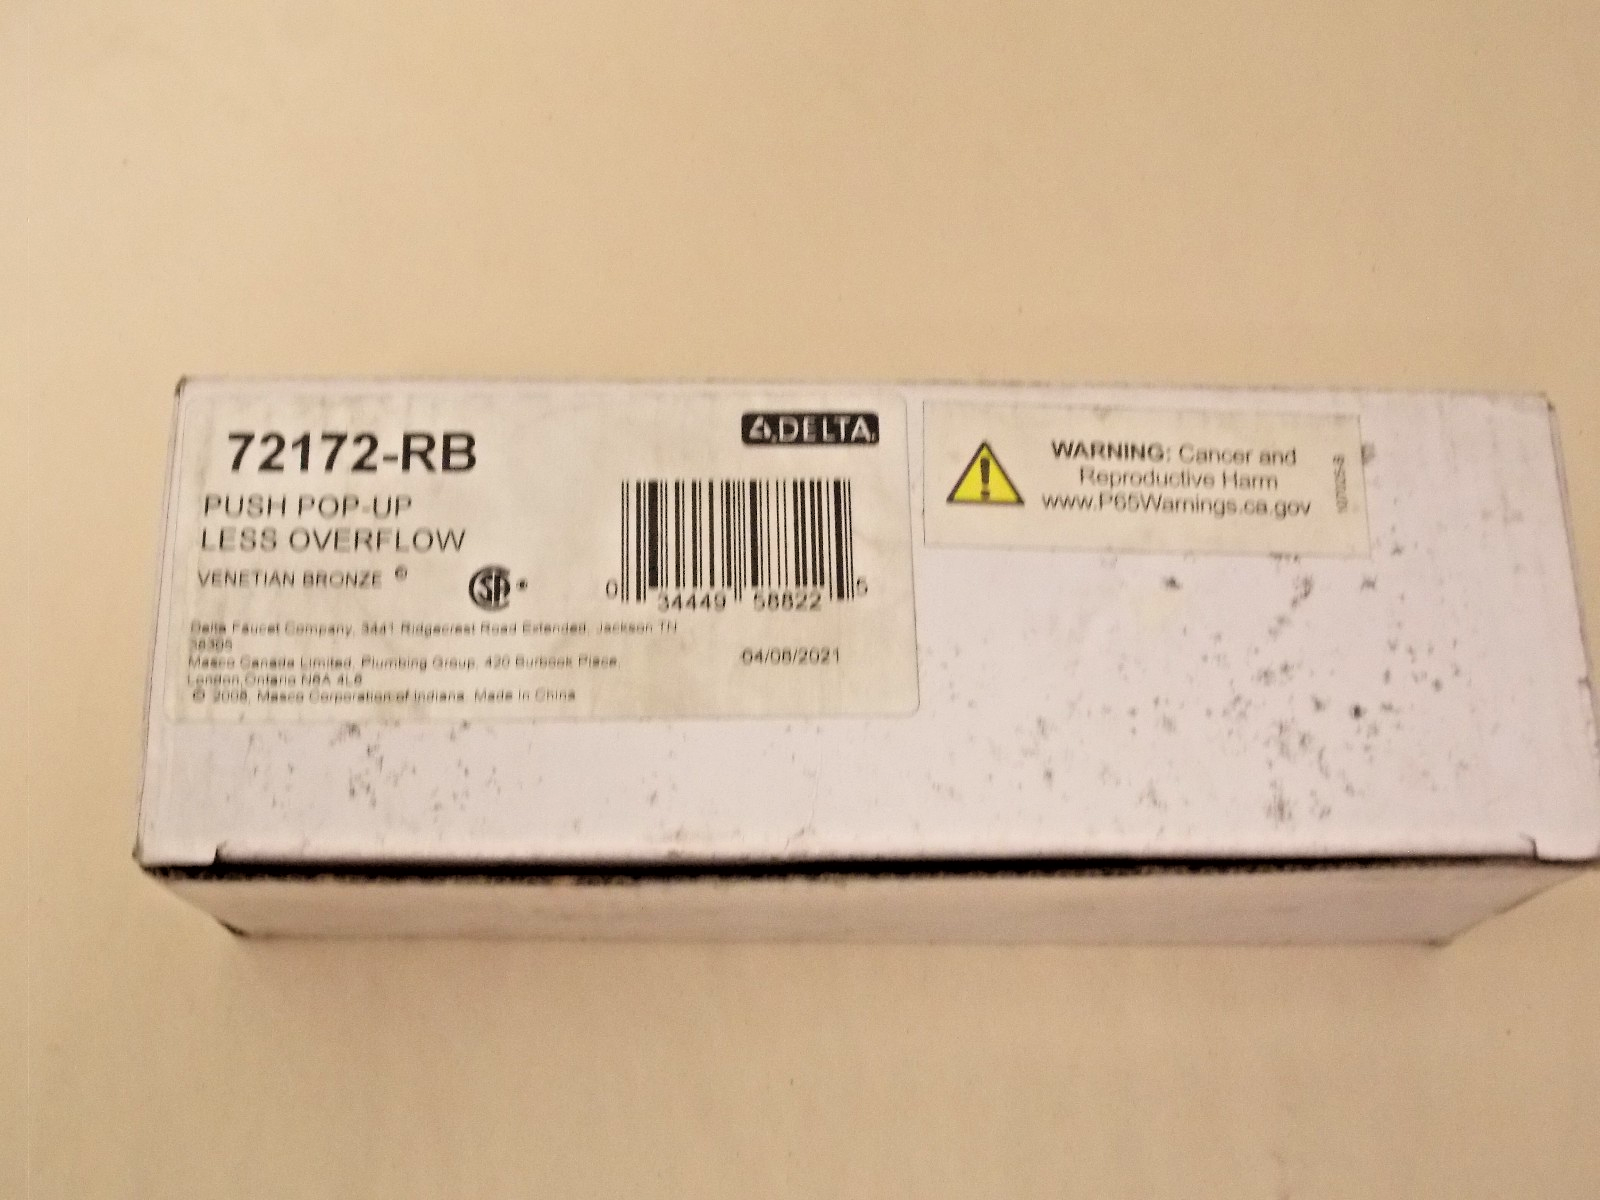 72172-RB
DELTA
PUSH POP-UP
LESS OVERFLOW
VENETIAN BRONZE ®
0 34449 58822 5
Delta Faucet Company, 3441 Ridgecrest Road Extended, Jackson TN
38305
Masco Canada Limited, Plumbing Group, 420 Burbrook Place,
London, Ontario N6A 4L6
© 2008, Masco Corporation of Indiana Made in China
04/08/2021
WARNING: Cancer and
Reproductive Harm
www.P65Warnings.ca.gov